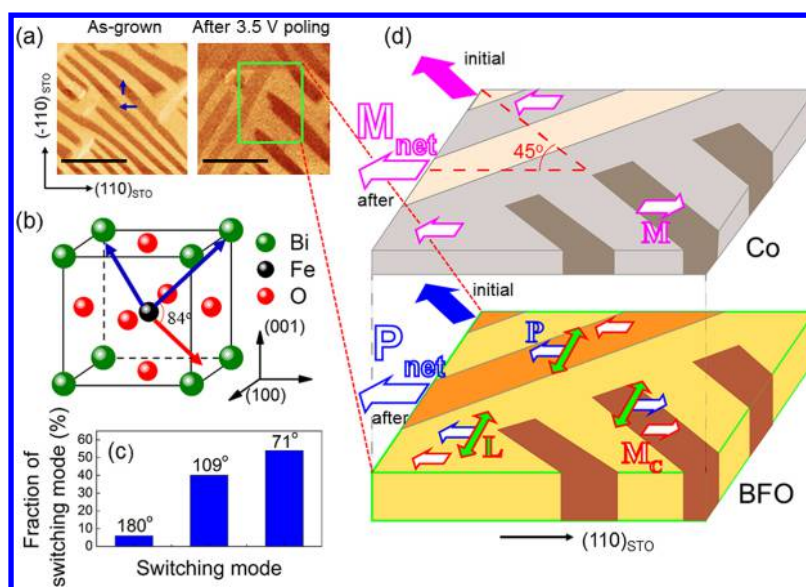 (a)
As-grown
After 3.5 V poling
(-110)STO
(110)STO
(b)
Bi
Fe
O
84°
(001)
(100)
(c)
Fraction of
switching mode (%)
60
50
40
30
20
10
0
180°
109°
71°
Switching mode
(d)
initial
Mnet
after
45°
M
Co
initial
Pnet
after
P
L
MC
BFO
(110)STO